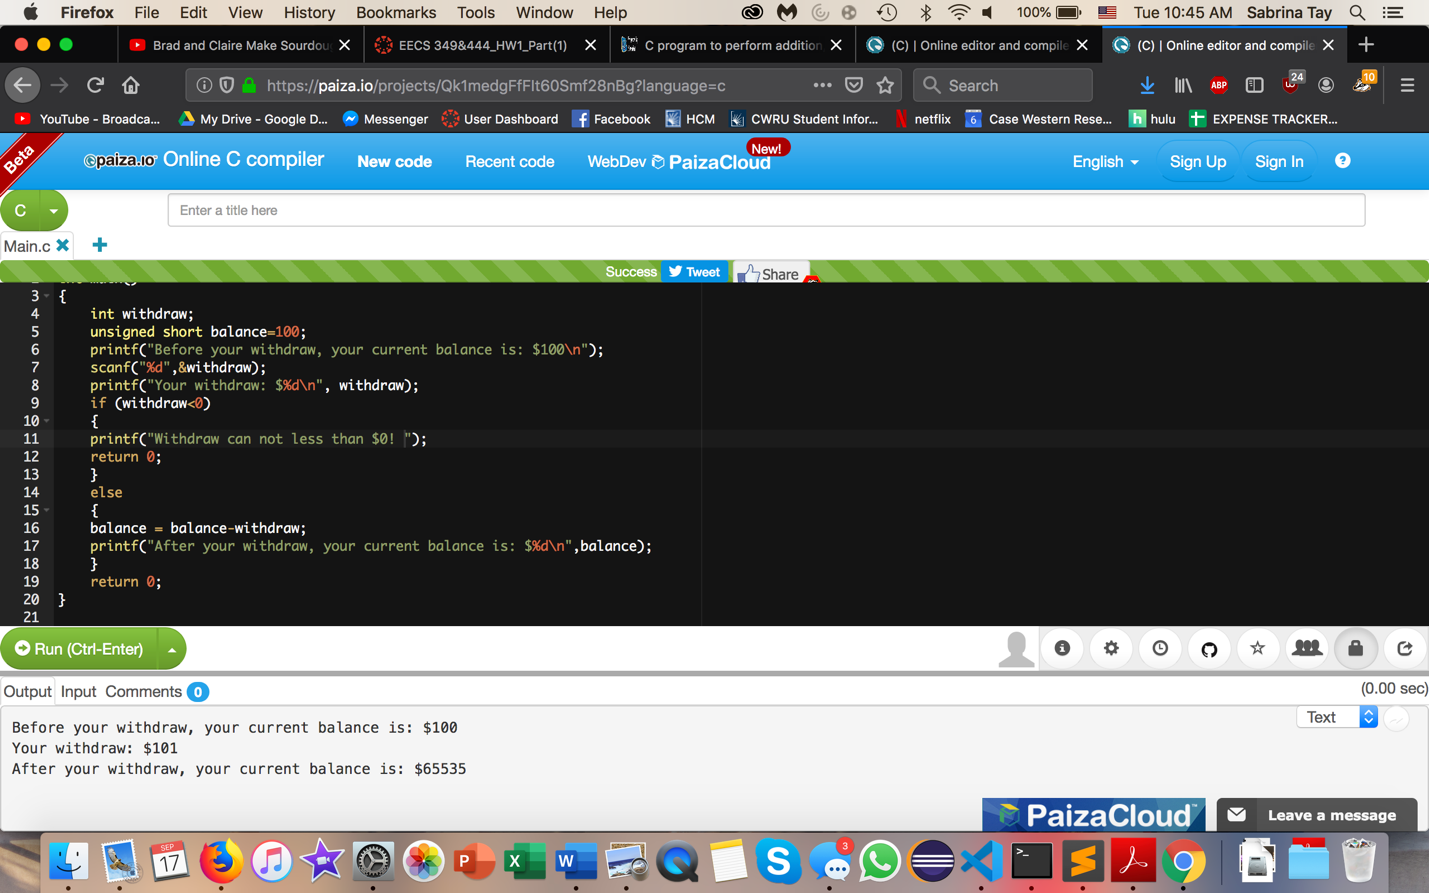 Firefox File Edit View History Bookmarks Tools Window Help 100% Tue 10:45 AM Sabrina Tay
Brad and Claire Make Sourdou EECS 349&444_HW1_Part(1) C program to perform addition (C) | Online editor and compile (C) | Online editor and compile
https://paiza.io/projects/Qk1medgFfFlt60Smf28nBg?language=c Search ABP 24 10
YouTube - Broadca... My Drive - Google D... Messenger User Dashboard Facebook HCM CWRU Student Infor... netflix 6 Case Western Rese... h hulu EXPENSE TRACKER...
Beta paiza.io Online C compiler New code Recent code WebDev PaizaCloud New! English Sign Up Sign In ?
C Enter a title here
Main.c
Success Tweet Share
3 {
4 int withdraw;
5 unsigned short balance=100;
6 printf("Before your withdraw, your current balance is: $100\n");
7 scanf("%d",&withdraw);
8 printf("Your withdraw: $%d\n", withdraw);
9 if (withdraw<0)
10 {
11 printf("Withdraw can not less than $0! ");
12 return 0;
13 }
14 else
15 {
16 balance = balance-withdraw;
17 printf("After your withdraw, your current balance is: $%d\n",balance);
18 }
19 return 0;
20 }
21
Run (Ctrl-Enter)
Output Input Comments 0 (0.00 sec)
Text
Before your withdraw, your current balance is: $100
Your withdraw: $101
After your withdraw, your current balance is: $65535
PaizaCloud Leave a message
SEP 17 P X W S 3